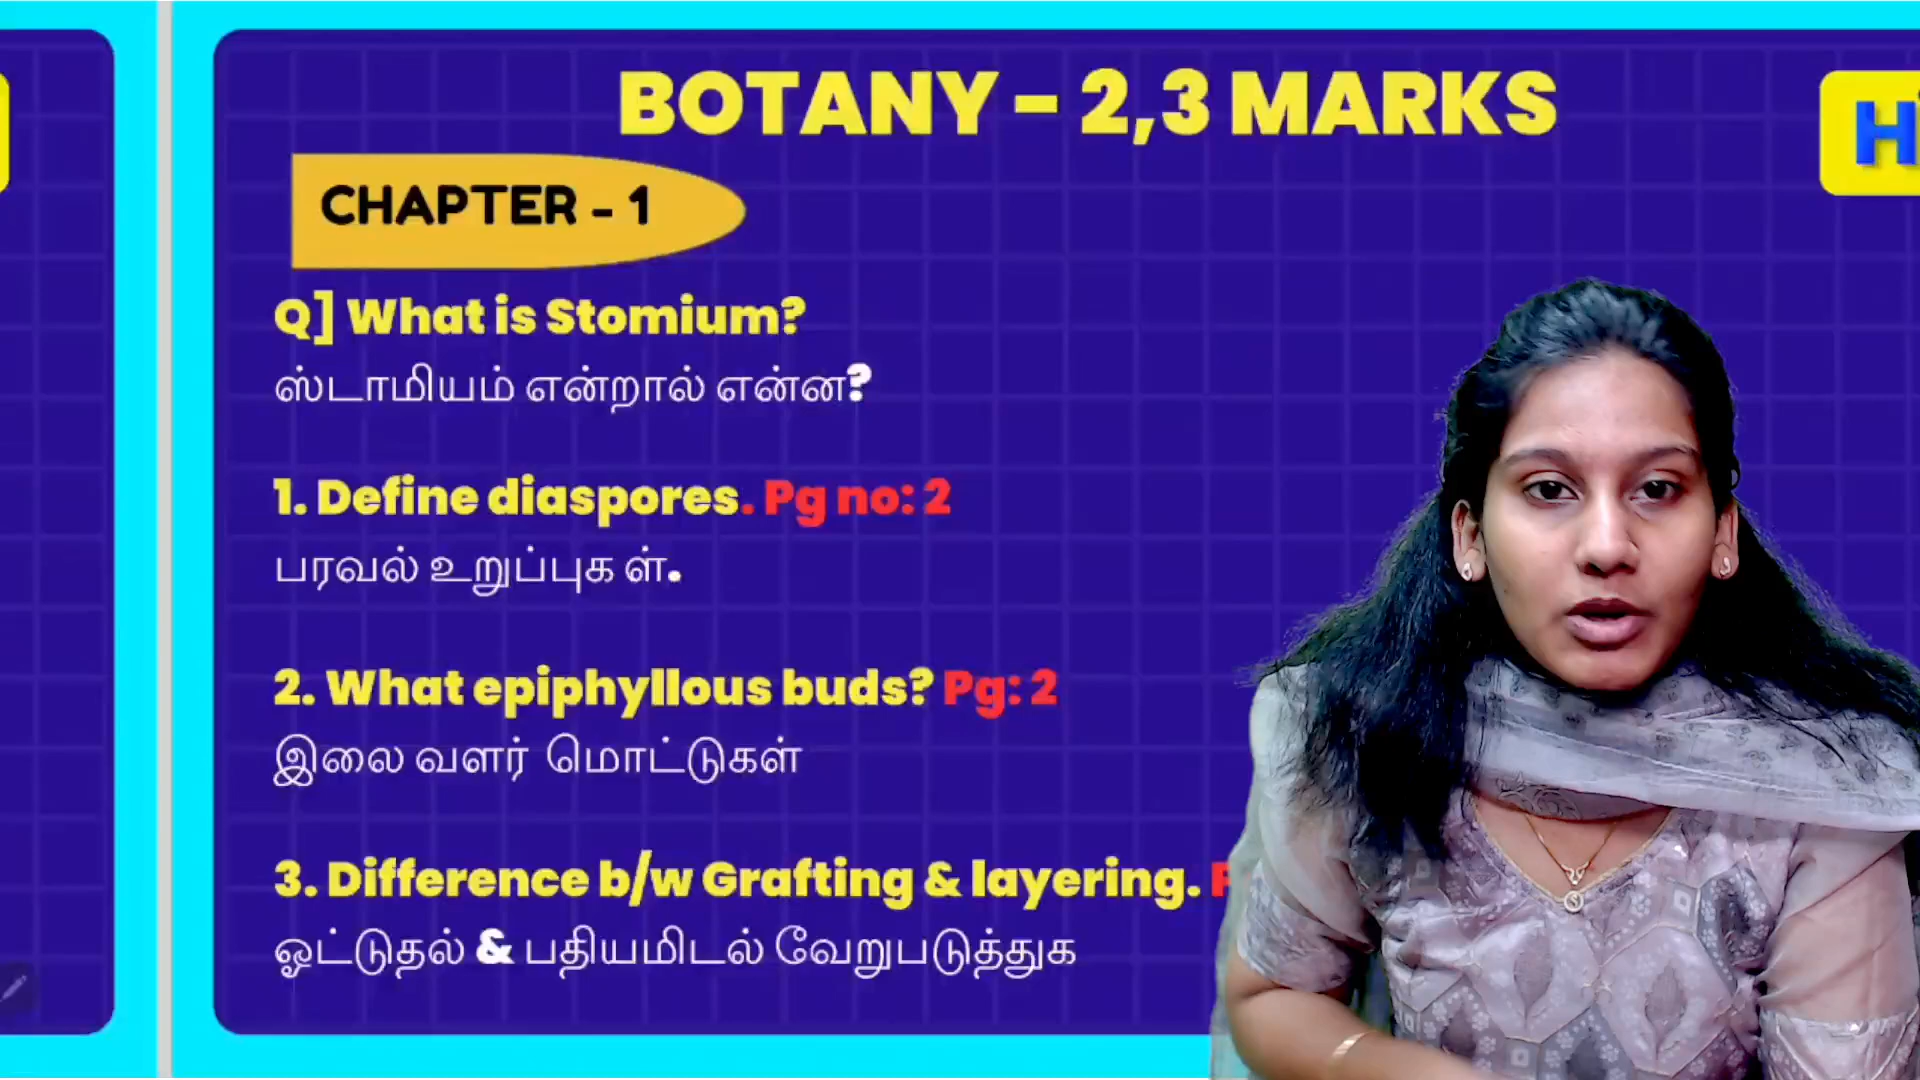 BOTANY - 2,3 MARKS
CHAPTER - 1
Q] What is Stomium?
ஸ்டாமியம் என்றால் என்ன?
1. Define diaspores. Pg no: 2
பரவல் உறுப்புக ள்.
2. What epiphyllous buds? Pg: 2
இலை வளர் மொட்டுகள்
3. Difference b/w Grafting & layering.
ஓட்டுதல் & பதியமிடல் வேறுபடுத்துக